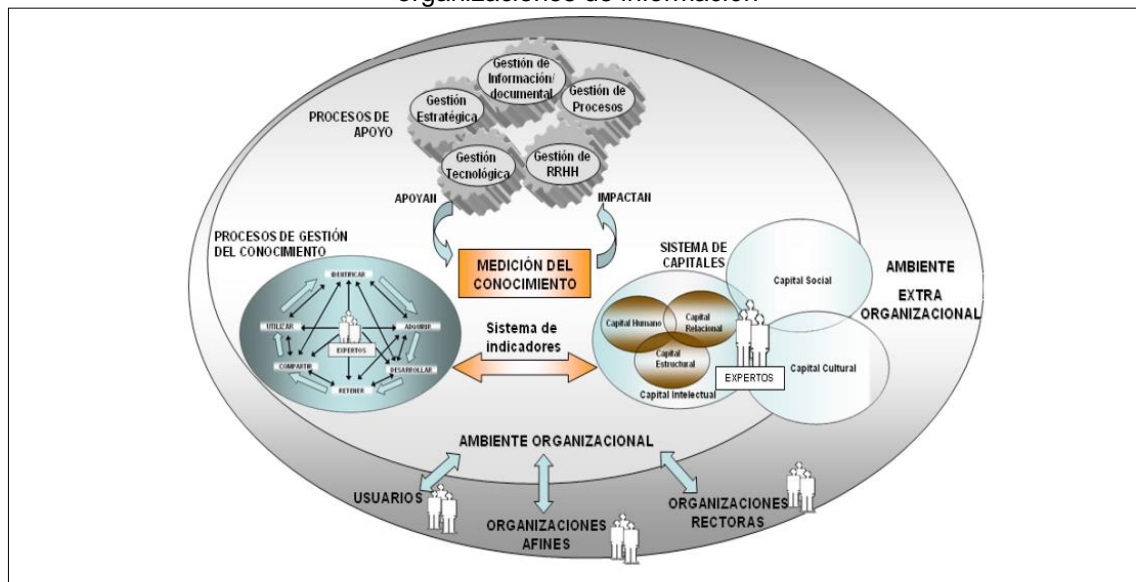 organizaciones de información
Gestión de
Información/
documental
Gestión
Estratégica
Gestión de
Procesos
PROCESOS DE
APOYO
Gestión
Tecnológica
Gestión de
RRHH
APOYAN
IMPACTAN
PROCESOS DE GESTIÓN
DEL CONOCIMIENTO
MEDICIÓN DEL
CONOCIMIENTO
SISTEMA DE
CAPITALES
IDENTIFICAR
UTILIZAR
ADQUIRIR
EXPERTOS
COMPARTIR
DESARROLLAR
RETENER
Sistema de
indicadores
Capital Humano
Capital
Relacional
Capital
Estructural
Capital Intelectual
EXPERTOS
Capital Social
Capital Cultural
AMBIENTE
EXTRA
ORGANIZACIONAL
AMBIENTE ORGANIZACIONAL
USUARIOS
ORGANIZACIONES
AFINES
ORGANIZACIONES
RECTORAS